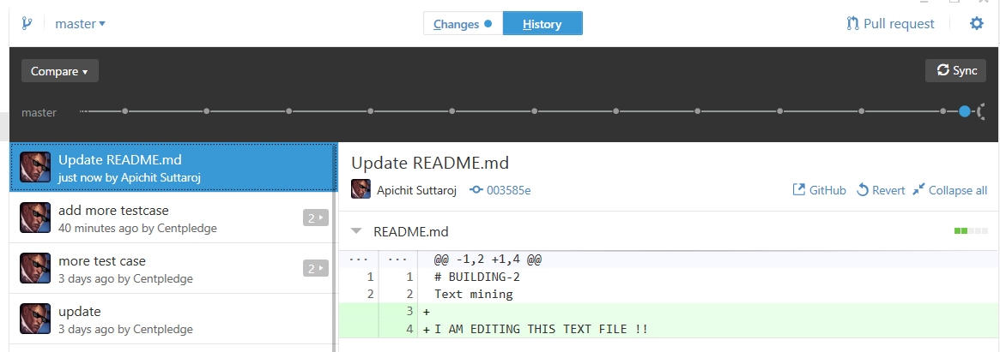 master
Changes
History
Pull request
Compare
Sync
master
Update README.md
just now by Apichit Suttaroj
add more testcase
40 minutes ago by Centpledge
2
more test case
3 days ago by Centpledge
2
update
3 days ago by Centpledge
Update README.md
Apichit Suttaroj 003585e GitHub Revert Collapse all
README.md
... ... @@ -1,2 +1,4 @@
1 1 # BUILDING-2
2 2 Text mining
3 +
4 + I AM EDITING THIS TEXT FILE !!